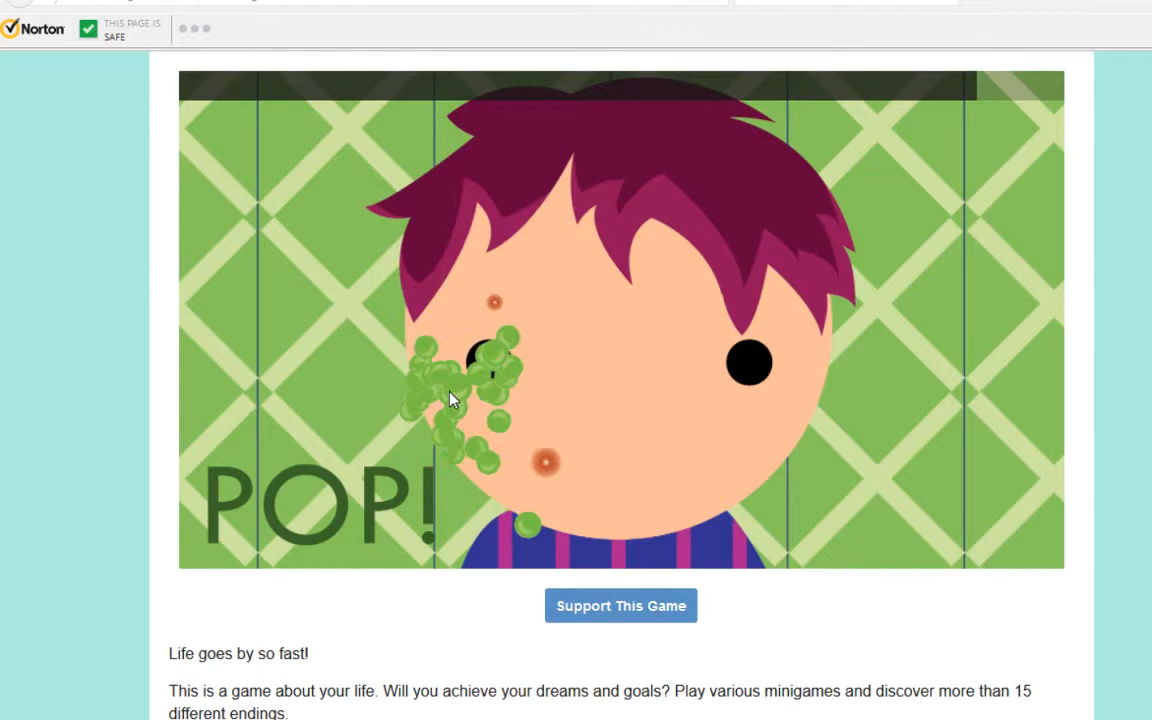 Norton
THIS PAGE IS
SAFE
POP!
Support This Game
Life goes by so fast!
This is a game about your life. Will you achieve your dreams and goals? Play various minigames and discover more than 15
different endings.